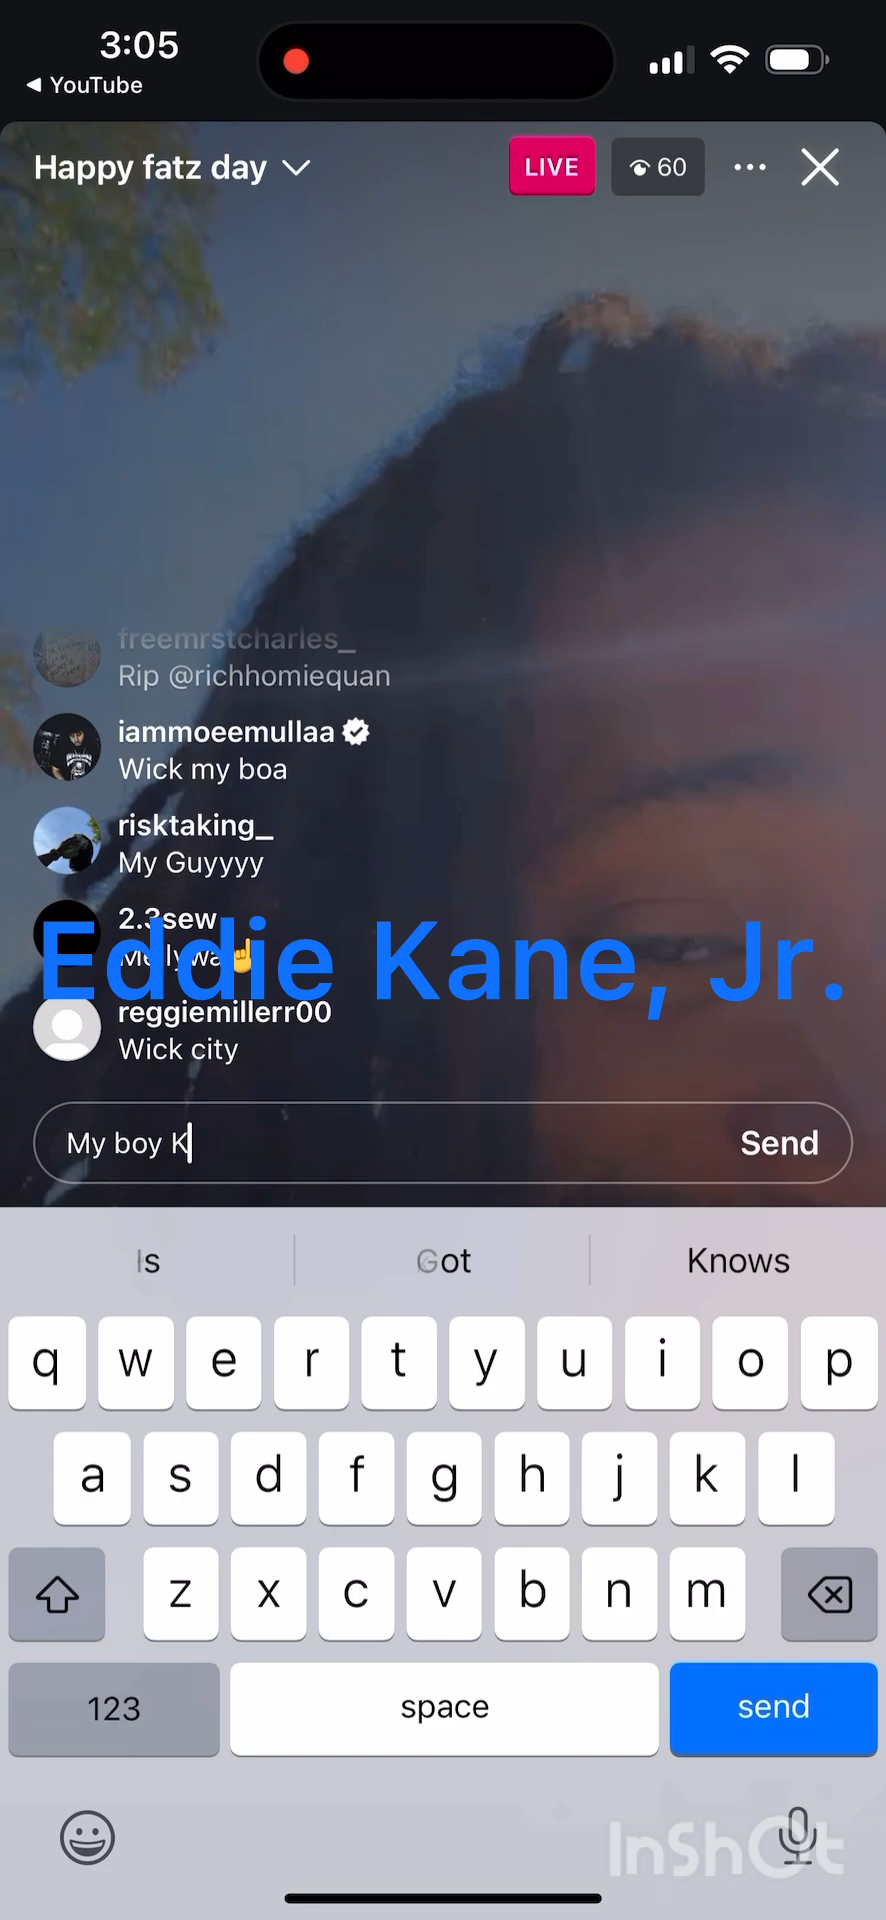 3:05
YouTube
Happy fatz day
LIVE
60
freemrstcharles_
Rip @richhomiequan
iammoeemullaa
Wick my boa
risktaking_
My Guyyyy
2.3sew
Eddie Kane, Jr.
reggiemillerr00
Wick city
My boy K
Send
Is Got Knows
q w e r t y u i o p
a s d f g h j k l
z x c v b n m
123 space send
InShOt